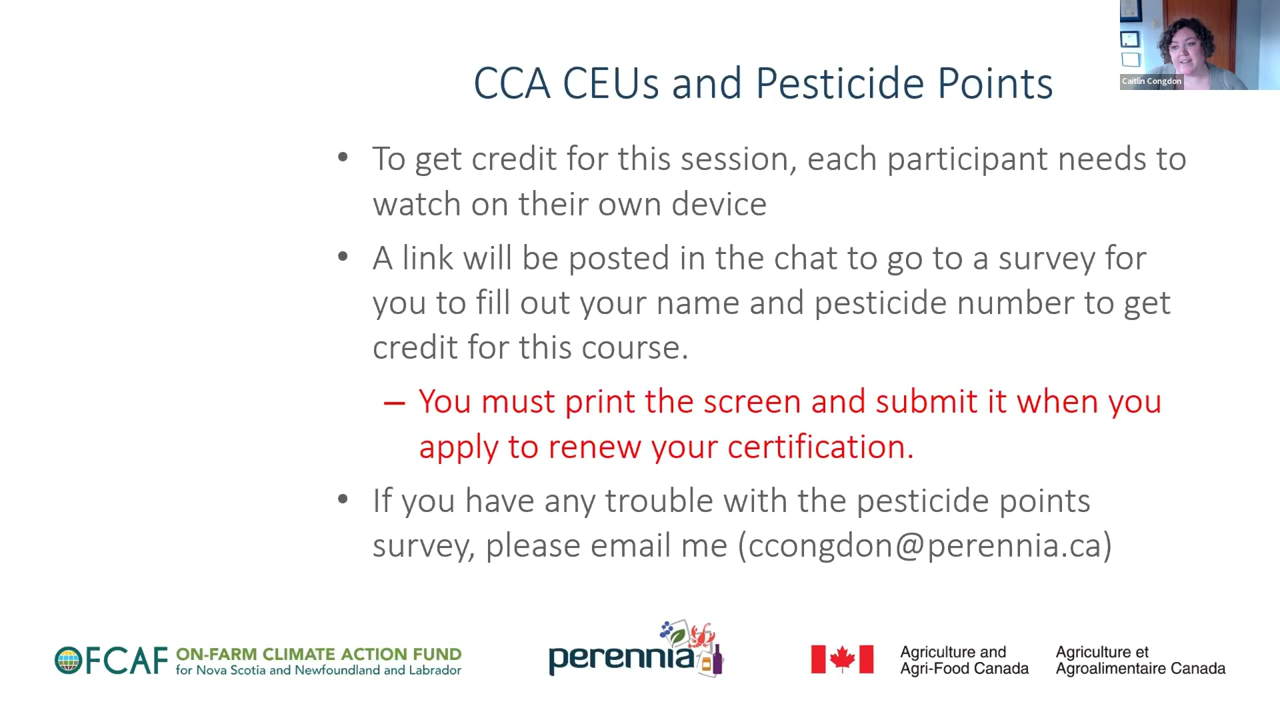 CCA CEUs and Pesticide Points
Caitlin Congdon
• To get credit for this session, each participant needs to
watch on their own device
• A link will be posted in the chat to go to a survey for
you to fill out your name and pesticide number to get
credit for this course.
– You must print the screen and submit it when you
apply to renew your certification.
• If you have any trouble with the pesticide points
survey, please email me (ccongdon@perennia.ca)
OFCAF ON-FARM CLIMATE ACTION FUND
for Nova Scotia and Newfoundland and Labrador
perennia
Agriculture and
Agri-Food Canada
Agriculture et
Agroalimentaire Canada